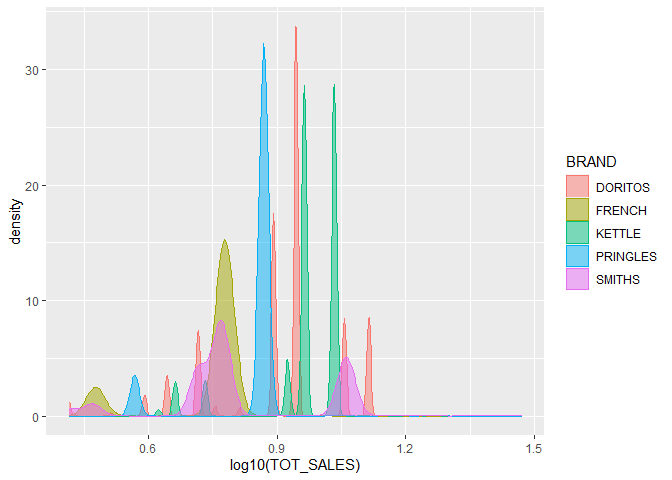 30
20
10
0
density
0.6
0.9
1.2
1.5
log10(TOT_SALES)
BRAND
DORITOS
FRENCH
KETTLE
PRINGLES
SMITHS